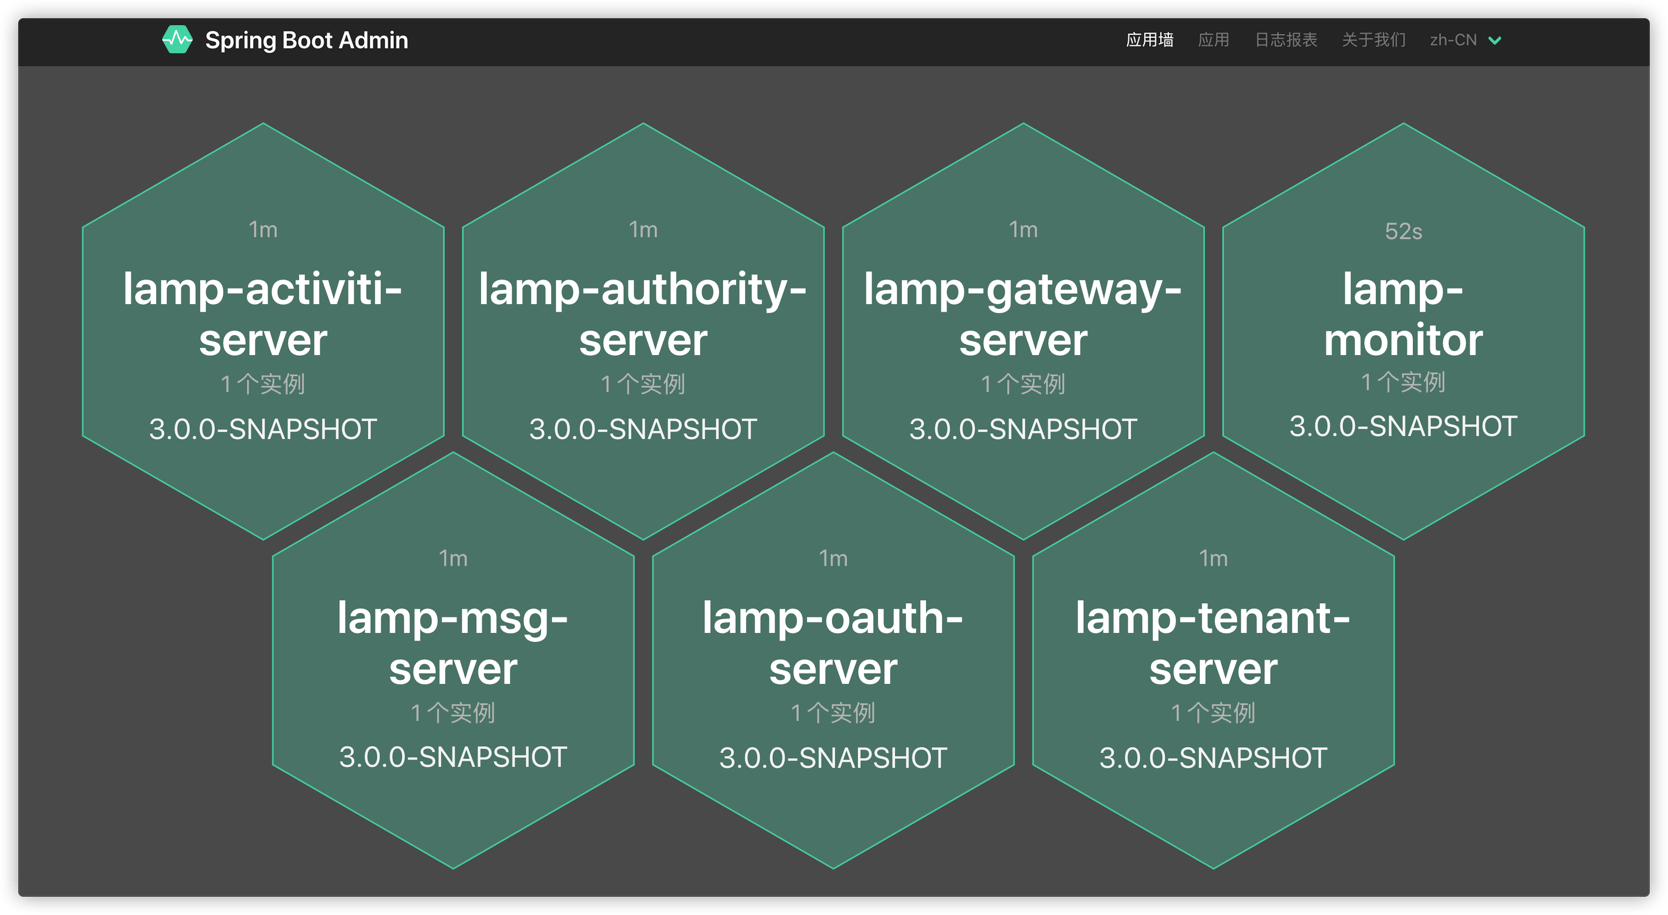 Spring Boot Admin
应用墙 应用 日志报表 关于我们 zh-CN
1m
lamp-activiti-
server
1 个实例
3.0.0-SNAPSHOT
1m
lamp-authority-
server
1 个实例
3.0.0-SNAPSHOT
1m
lamp-gateway-
server
1 个实例
3.0.0-SNAPSHOT
52s
lamp-
monitor
1 个实例
3.0.0-SNAPSHOT
1m
lamp-msg-
server
1 个实例
3.0.0-SNAPSHOT
1m
lamp-oauth-
server
1 个实例
3.0.0-SNAPSHOT
1m
lamp-tenant-
server
1 个实例
3.0.0-SNAPSHOT